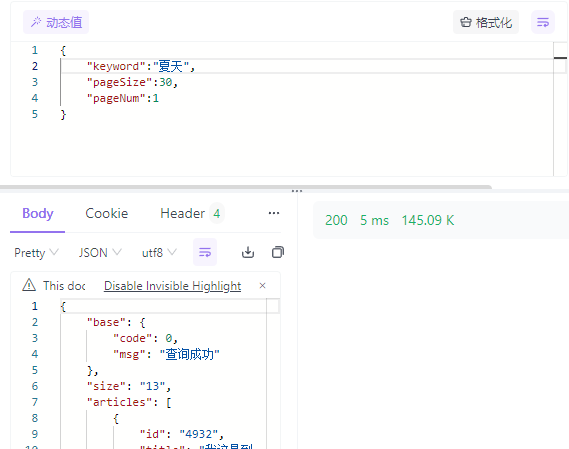 动态值 格式化
1 {
2 "keyword":"夏天",
3 "pageSize":30,
4 "pageNum":1
5 }
Body Cookie Header 4 ...
200 5 ms 145.09 K
Pretty JSON utf8
This doc Disable Invisible Highlight ×
1 {
2 "base": {
3 "code": 0,
4 "msg": "查询成功"
5 },
6 "size": "13",
7 "articles": [
8 {
9 "id": "4932",